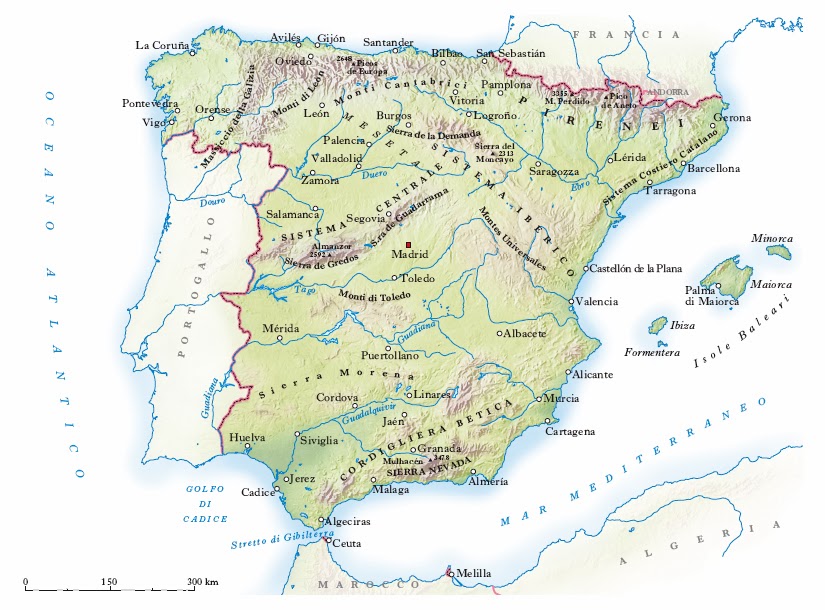 FRANCIA
La Coruña
Avilés
Gijón
Santander
San Sebastián
Bilbao
Oviedo
2648
Picos
de Europa
Monti Cantabrici
Pamplona
3355
M. Perdido
Pico
de Aneto
ANDORRA
PIRENEI
Pontevedra
Vigo
Orense
Massiccio della Galizia
Monti di León
León
Burgos
Vitoria
Logroño
Gerona
MESETA
Sierra de la Demanda
Palencia
Sierra del
Moncayo
2313
Valladolid
Saragozza
Lérida
Sistema Costiero Catalano
Barcellona
Tarragona
Zamora
Duero
Ebro
Douro
SISTEMA IBERICO
Salamanca
Segovia
SISTEMA CENTRALE
S.ra de Guadarrama
Almanzor
2592
Sierra de Gredos
Madrid
Montes Universales
Minorca
Castellón de la Plana
Palma
di Maiorca
Maiorca
Tago
Toledo
Monti di Toledo
Valencia
Ibiza
Formentera
Isole Baleari
OCEANO ATLANTICO
PORTOGALLO
Mérida
Guadiana
Albacete
Puertollano
Alicante
Guadiana
Sierra Morena
Cordova
Linares
Murcia
Guadalquivir
Jaén
Cartagena
CORDIGLIERA BETICA
Huelva
Siviglia
Granada
Mulhacén
3478
SIERRA NEVADA
Almería
Jerez
Cadice
Malaga
GOLFO
DI
CADICE
MAR MEDITERRANEO
Algeciras
Stretto di Gibilterra
Ceuta
ALGERIA
Melilla
MAROCCO
0 150 300 km